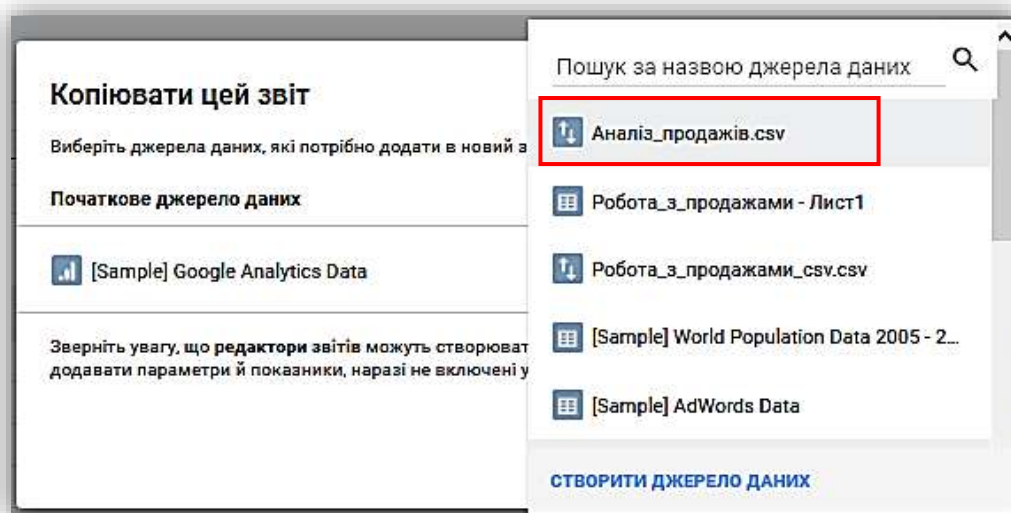 Копіювати цей звіт
Виберіть джерела даних, які потрібно додати в новий з
Початкове джерело даних
[Sample] Google Analytics Data
Зверніть увагу, що редактори звітів можуть створюват
додавати параметри й показники, наразі не включені у
Пошук за назвою джерела даних
Аналіз_продажів.csv
Робота_з_продажами - Лист1
Робота_з_продажами_csv.csv
[Sample] World Population Data 2005 - 2...
[Sample] AdWords Data
СТВОРИТИ ДЖЕРЕЛО ДАНИХ